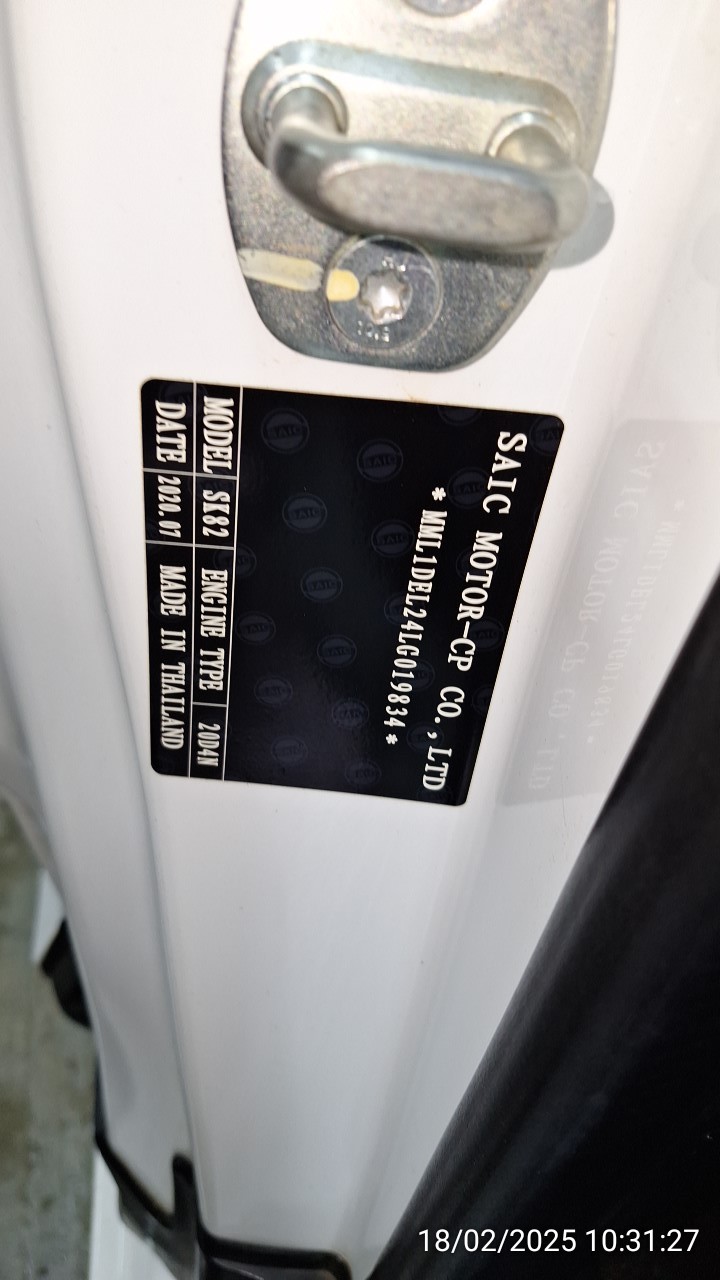 SAIC MOTOR-CP CO.,LTD
*MML1DEL24LG019834*
MODEL SK82 ENGINE TYPE 20D4N
DATE 2020.07 MADE IN THAILAND
18/02/2025 10:31:27